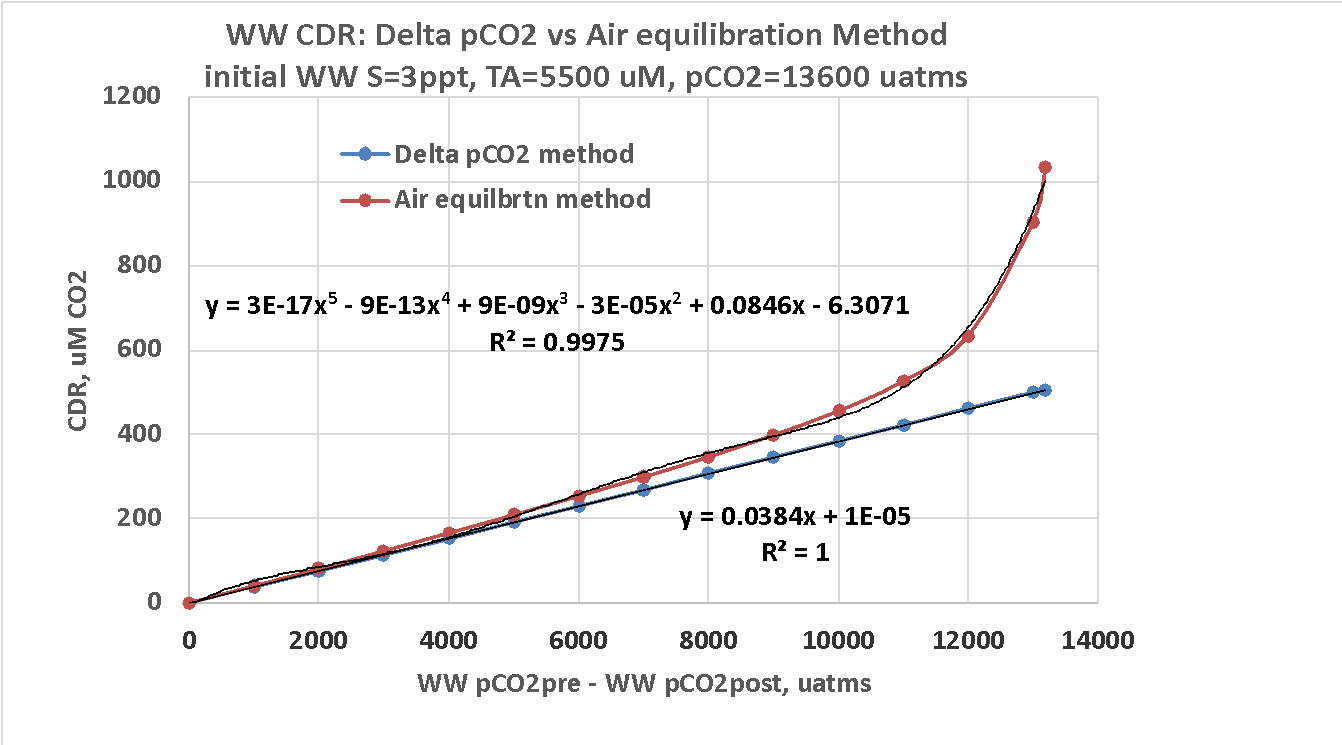 WW CDR: Delta pCO2 vs Air equilibration Method
initial WW S=3ppt, TA=5500 uM, pCO2=13600 uatms
1200
1000
800
600
400
200
0
CDR, uM CO2
Delta pCO2 method
Air equilbrtn method
y = 3E-17x⁵ - 9E-13x⁴ + 9E-09x³ - 3E-05x² + 0.0846x - 6.3071
R² = 0.9975
y = 0.0384x + 1E-05
R² = 1
0 2000 4000 6000 8000 10000 12000 14000
WW pCO2pre - WW pCO2post, uatms